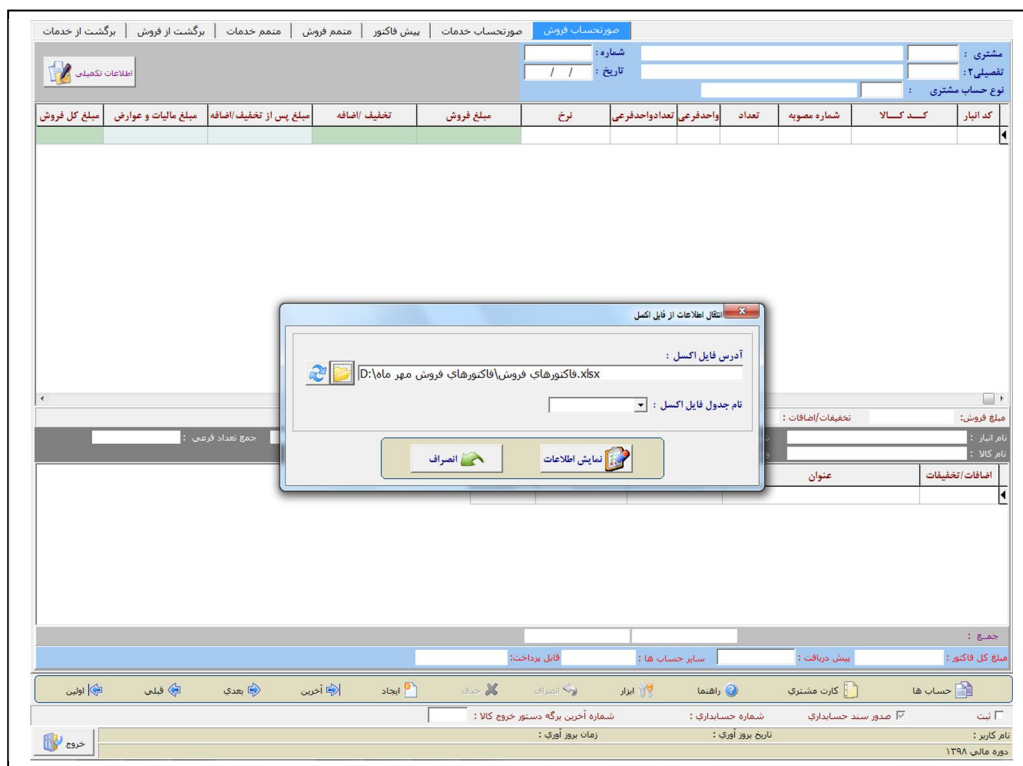 صورتحساب فروش
صورتحساب خدمات
پیش فاکتور
متمم فروش
متمم خدمات
برگشت از فروش
برگشت از خدمات
مشتری :
شماره :
تفصیلی۲ :
تاریخ : / /
نوع حساب مشتری :
اطلاعات تکمیلی
کد انبار
کـــد کـــالا
شماره مصوبه
تعداد
واحدفرعی
تعدادواحدفرعی
نرخ
مبلغ فروش
تخفیف /اضافه
مبلغ پس از تخفیف/اضافه
مبلغ مالیات و عوارض
مبلغ کل فروش
انتقال اطلاعات از فایل اکسل
آدرس فایل اکسل :
D:\فاکتورهاي فروش\فاکتورهاي فروش مهر ماه.xlsx
نام جدول فایل اکسل :
نمایش اطلاعات
انصراف
مبلغ فروش:
تخفیفات/اضافات :
نام انبار :
جمع تعداد فرعی :
نام کالا :
اضافات/تخفیفات
عنوان
جمـع :
مبلغ کل فاکتور :
پیش دریافت :
سایر حساب ها :
قابل پرداخت:
حساب ها
کارت مشتری
راهنما
ابزار
انصراف
حذف
ایجاد
آخرین
بعدی
قبلی
اولین
ثبت
صدور سند حسابداری
شماره حسابداری :
شماره آخرین برگه دستور خروج کالا :
نام کاربر :
تاریخ بروز آوری :
زمان بروز آوری :
خروج
دوره مالی ۱۳۹۸